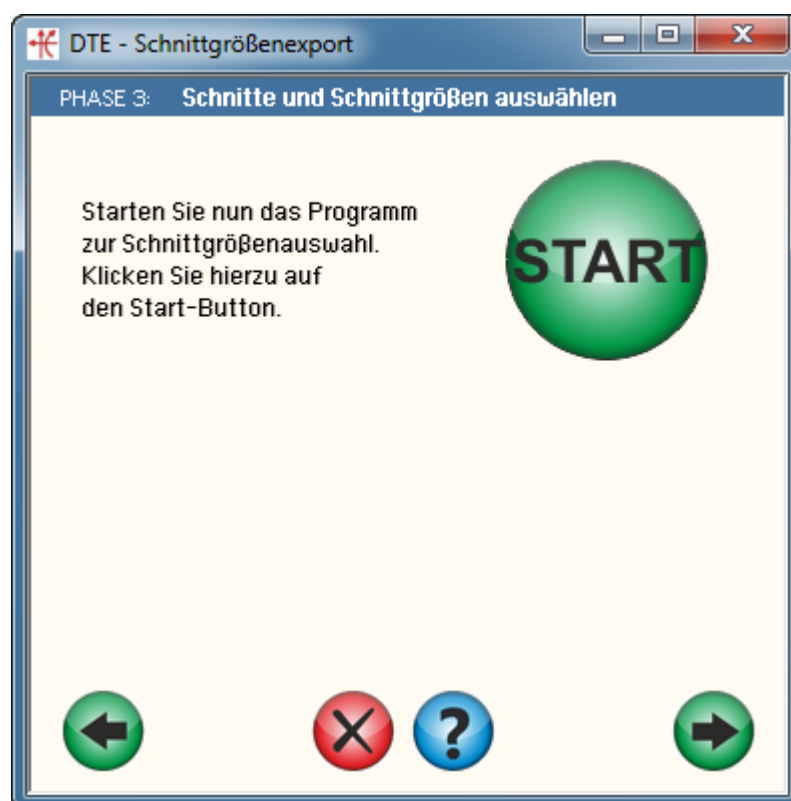 DTE - Schnittgrößenexport
PHASE 3: Schnitte und Schnittgrößen auswählen
Starten Sie nun das Programm
zur Schnittgrößenauswahl.
Klicken Sie hierzu auf
den Start-Button.
START
?